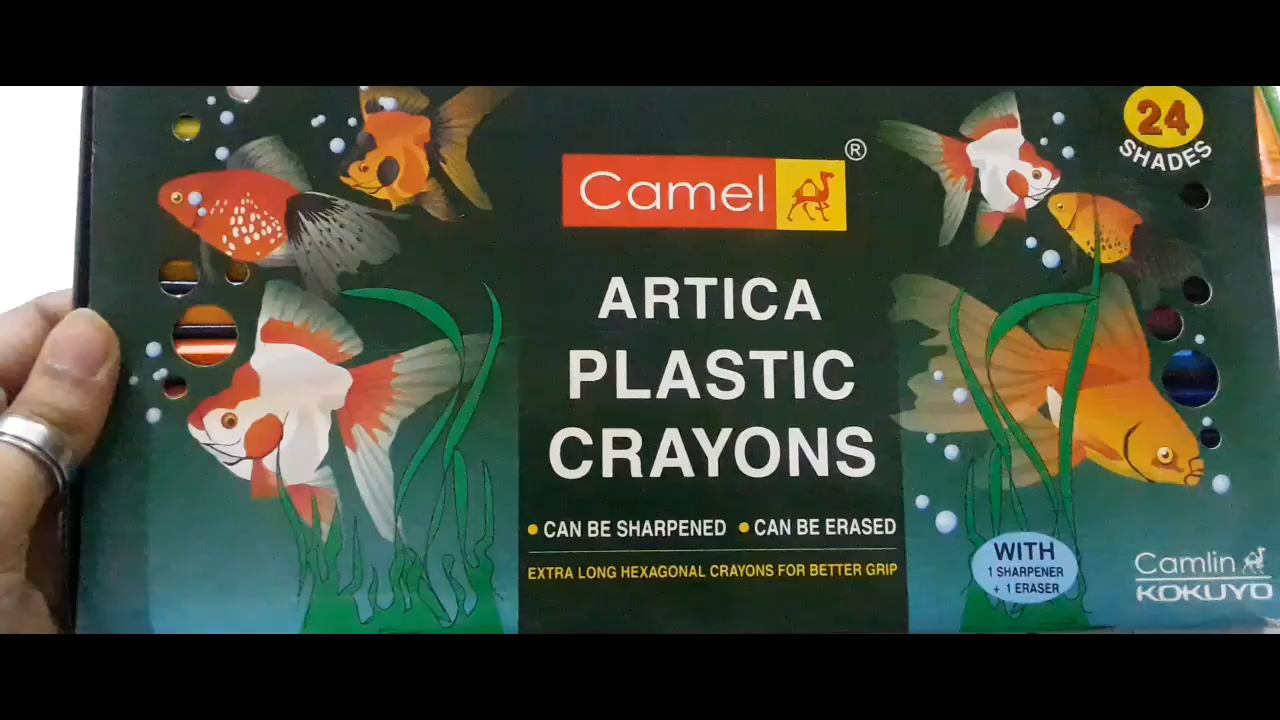 24
SHADES
Camel ®
ARTICA
PLASTIC
CRAYONS
• CAN BE SHARPENED • CAN BE ERASED
EXTRA LONG HEXAGONAL CRAYONS FOR BETTER GRIP
WITH
1 SHARPENER
+ 1 ERASER
Camlin
KOKUYO